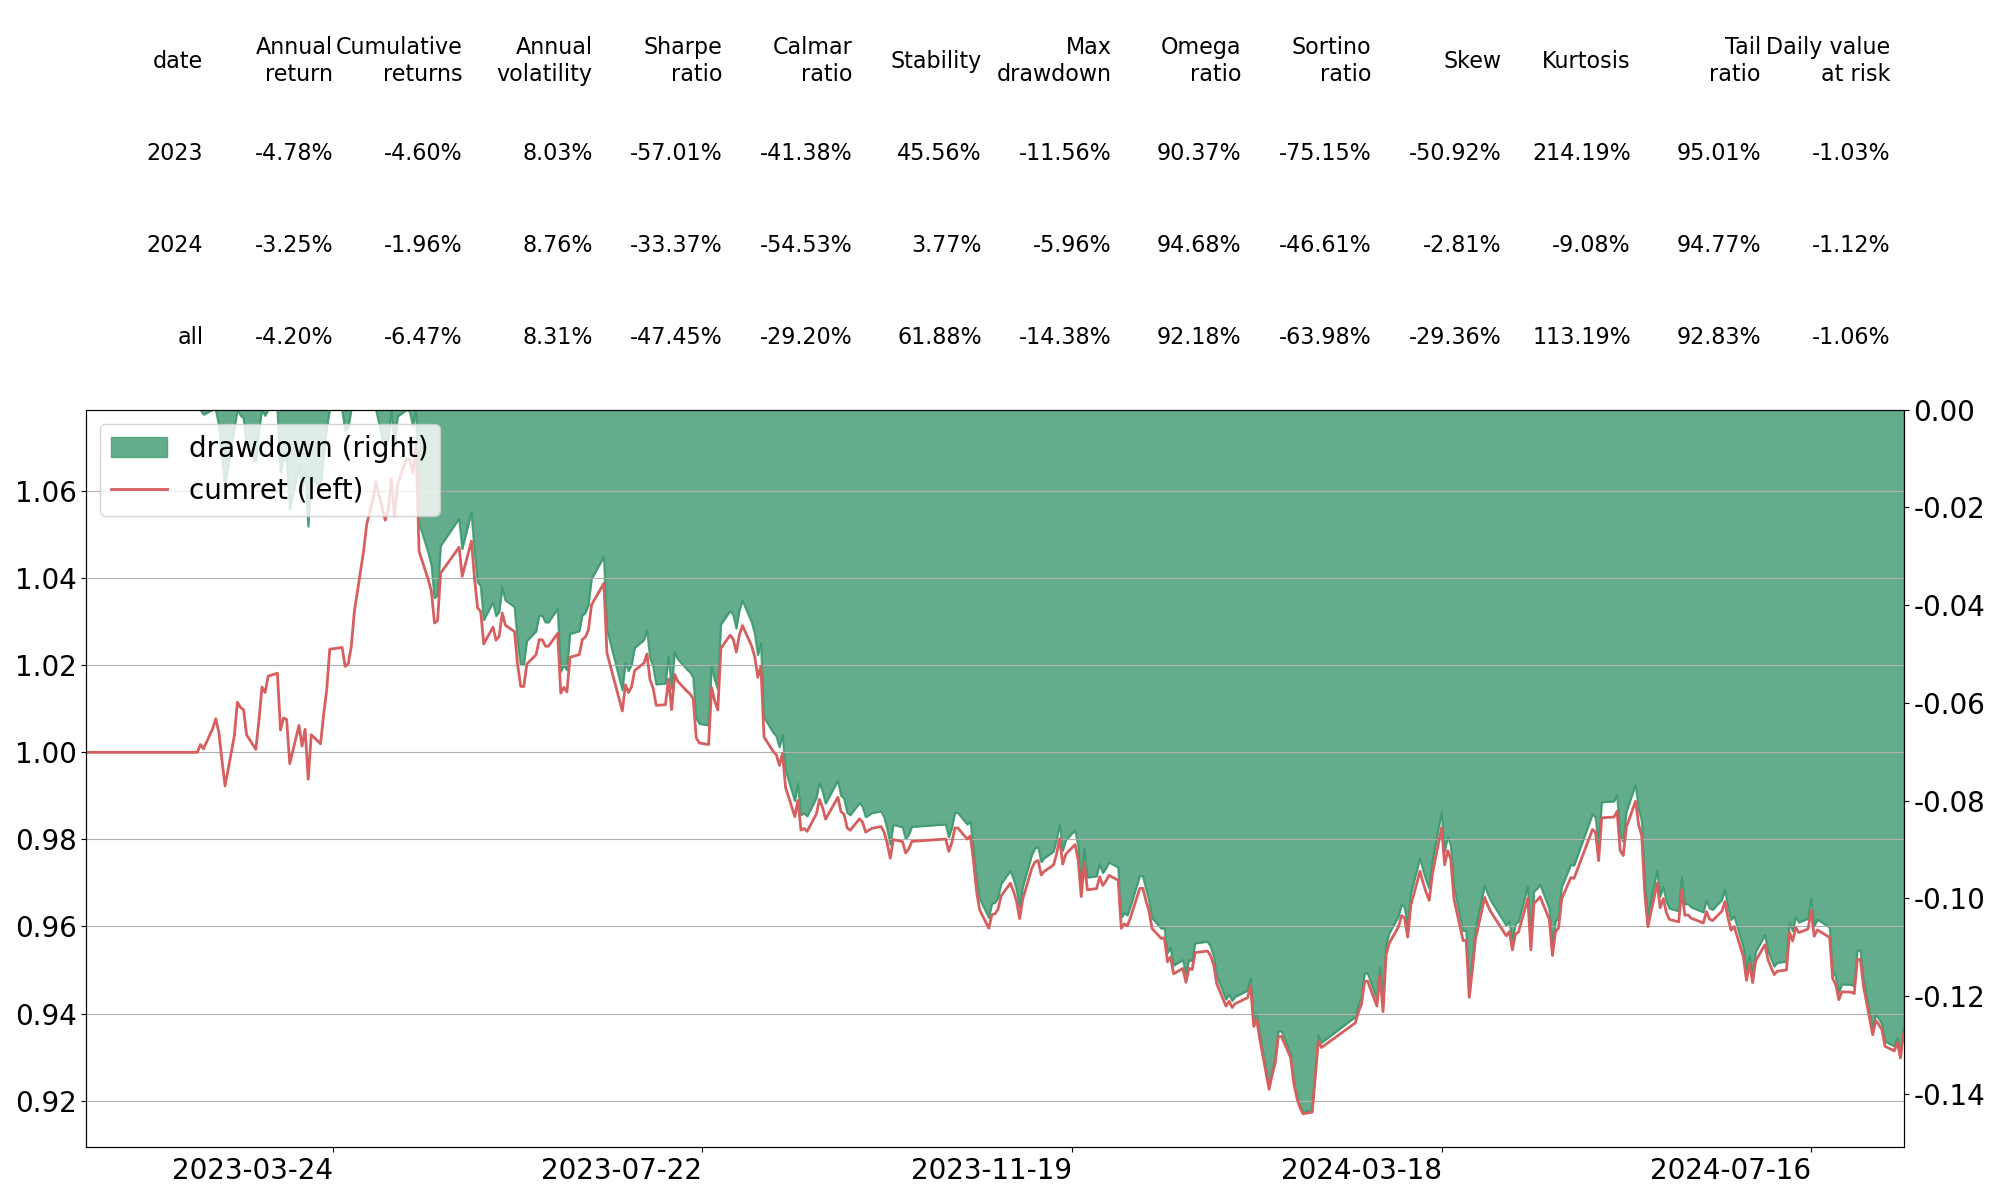 date Annual return Cumulative returns Annual volatility Sharpe ratio Calmar ratio Stability Max drawdown Omega ratio Sortino ratio Skew Kurtosis Tail ratio Daily value at risk
2023 -4.78% -4.60% 8.03% -57.01% -41.38% 45.56% -11.56% 90.37% -75.15% -50.92% 214.19% 95.01% -1.03%
2024 -3.25% -1.96% 8.76% -33.37% -54.53% 3.77% -5.96% 94.68% -46.61% -2.81% -9.08% 94.77% -1.12%
all -4.20% -6.47% 8.31% -47.45% -29.20% 61.88% -14.38% 92.18% -63.98% -29.36% 113.19% 92.83% -1.06%
drawdown (right)
cumret (left)
1.06
1.04
1.02
1.00
0.98
0.96
0.94
0.92
0.00
-0.02
-0.04
-0.06
-0.08
-0.10
-0.12
-0.14
2023-03-24 2023-07-22 2023-11-19 2024-03-18 2024-07-16